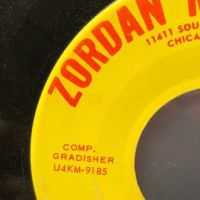 ZORDAN
11411 SOU
CHICA
COMP.
GRADISHER
U4KM-9185